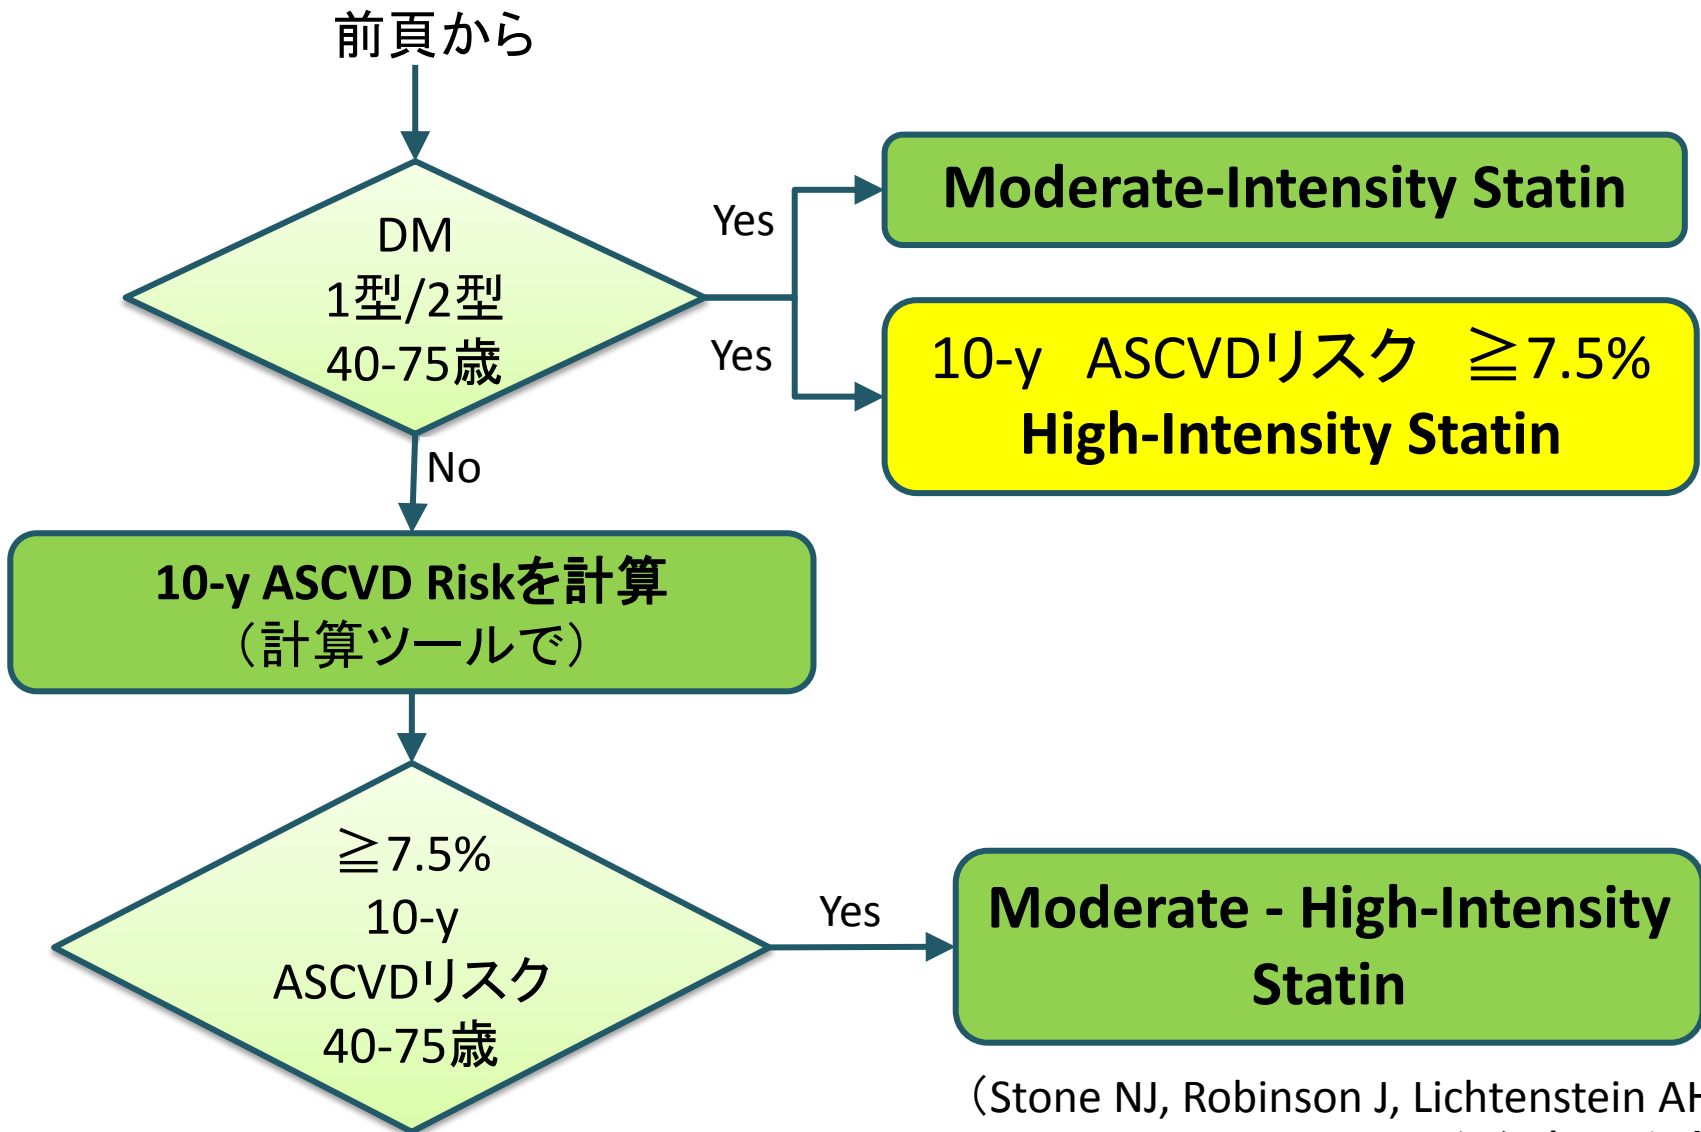 前頁から
DM
1型/2型
40-75歳
Yes
Yes
Moderate-Intensity Statin
10-y ASCVDリスク ≧7.5%
High-Intensity Statin
No
10-y ASCVD Riskを計算
（計算ツールで）
≧7.5%
10-y
ASCVDリスク
40-75歳
Yes
Moderate - High-Intensity
Statin
（Stone NJ, Robinson J, Lichtenstein AH